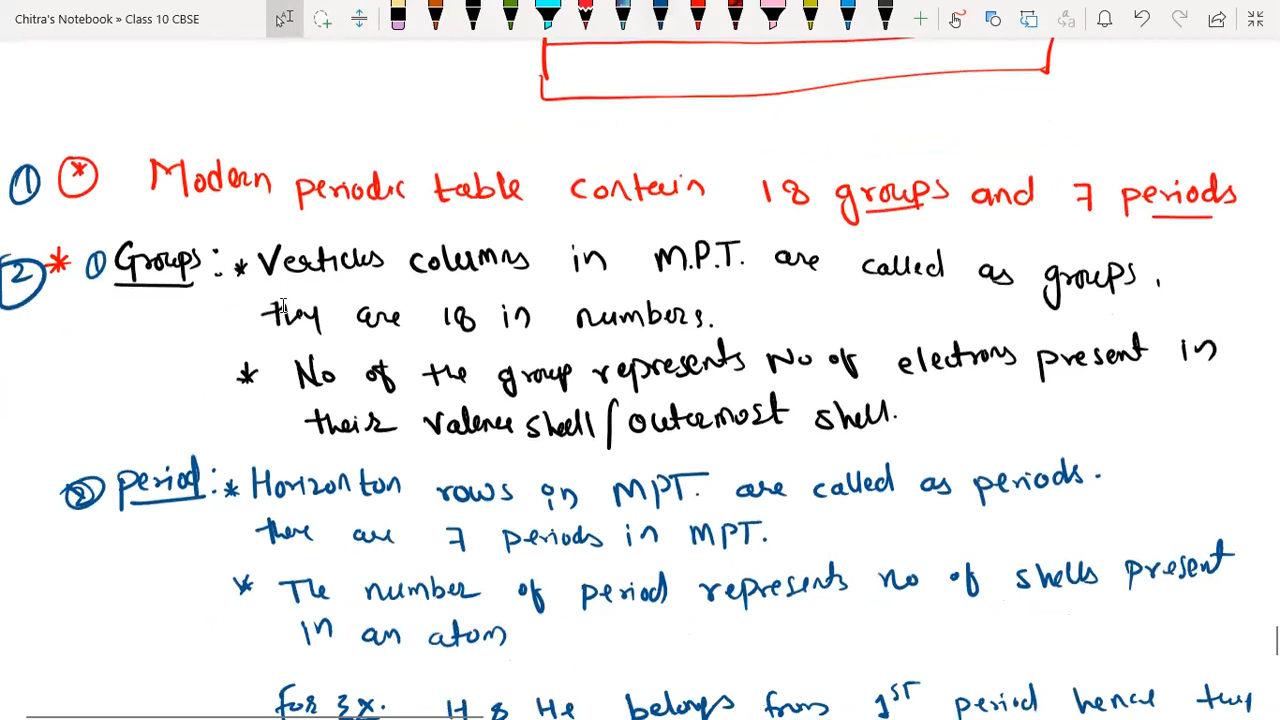 Chitra's Notebook » Class 10 CBSE
① * Modern periodic table contain 18 groups and 7 periods
2 * ① Groups : * Verticles columns in M.P.T. are called as groups.
they are 18 in numbers.
* No of the group represents No of electrons present in
their valence shell / outermost shell.
② period : * Horizonton rows in MPT. are called as periods.
there are 7 periods in MPT.
* The number of period represents no of shells present
in an atom
for Ex. H & He belongs from 1ST period hence they